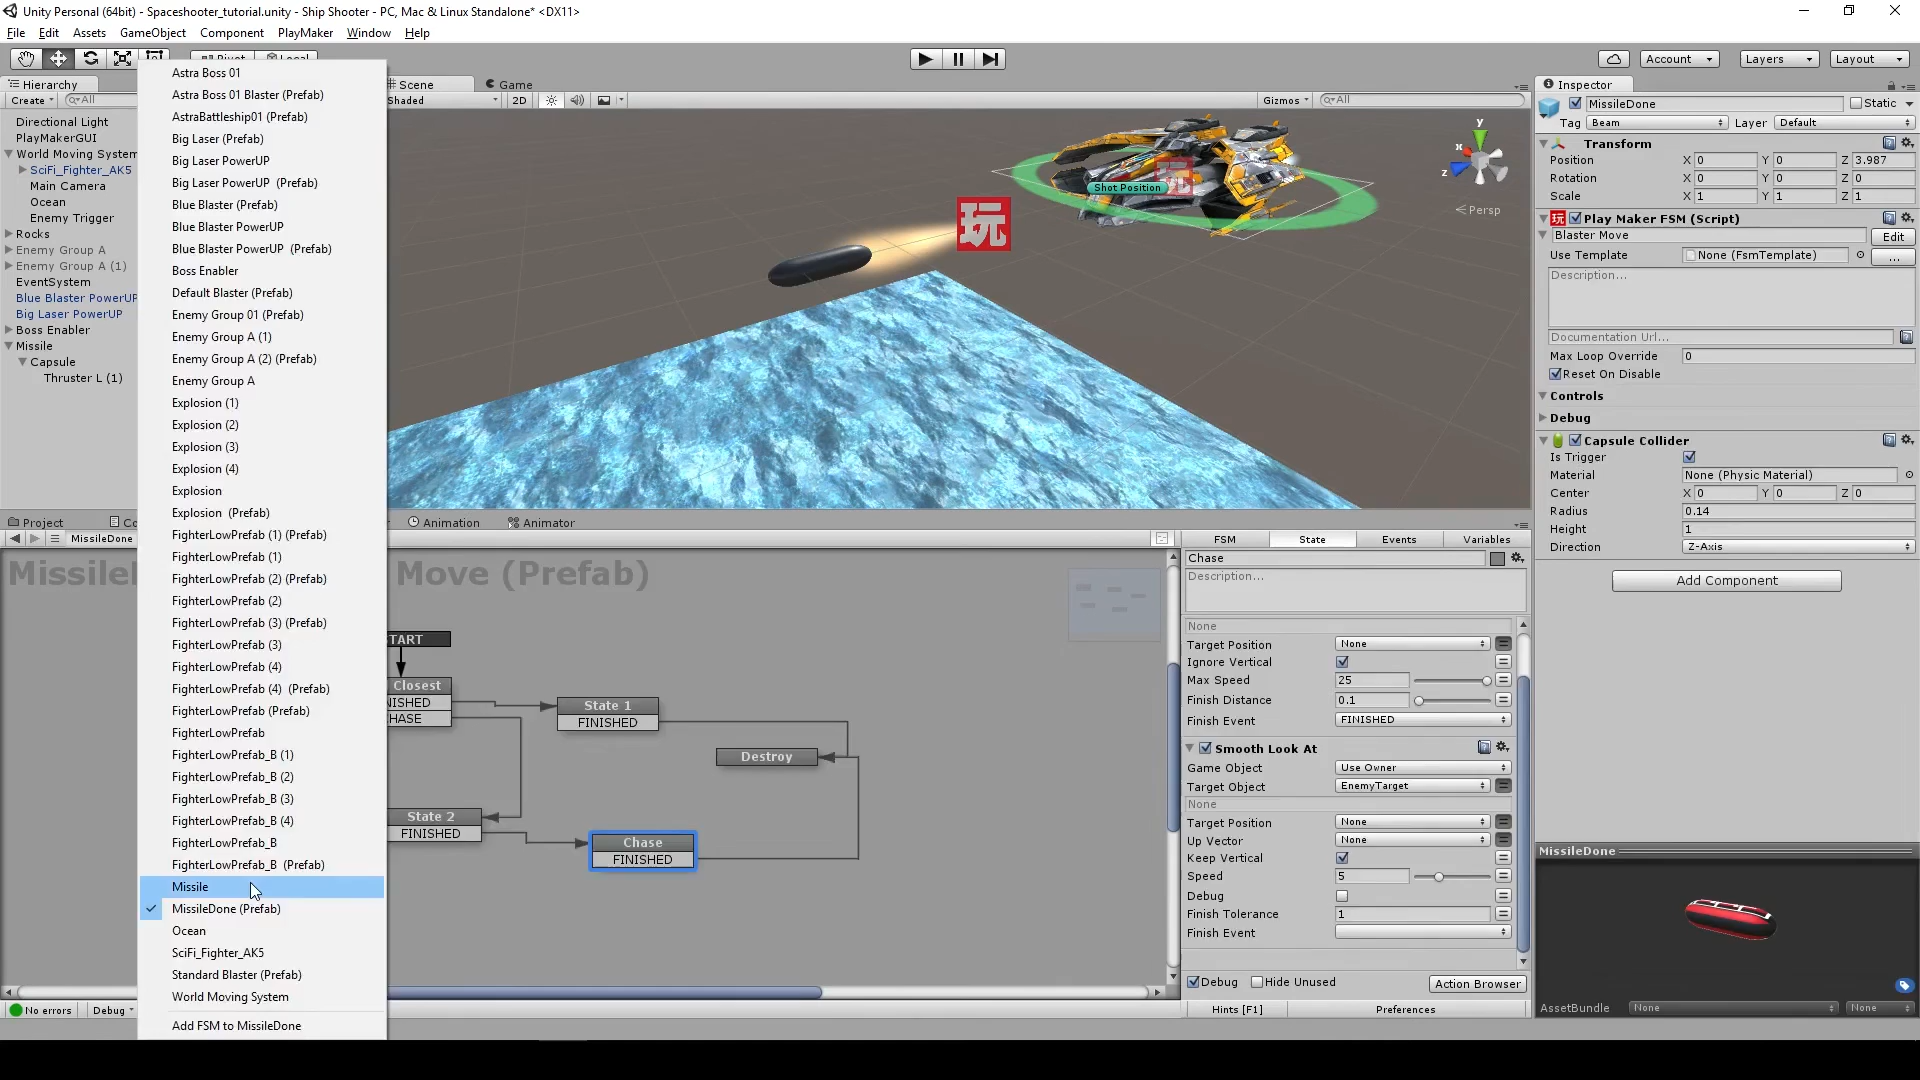 Unity Personal (64bit) - Spaceshooter_tutorial.unity - Ship Shooter - PC, Mac & Linux Standalone* <DX11>
File Edit Assets GameObject Component PlayMaker Window Help
Account Layers Layout
Hierarchy
Create All
Directional Light
PlayMakerGUI
World Moving System
SciFi_Fighter_AK5
Main Camera
Ocean
Enemy Trigger
Rocks
Enemy Group A
Enemy Group A (1)
EventSystem
Blue Blaster PowerUP
Big Laser PowerUP
Boss Enabler
Missile
Capsule
Thruster L (1)
Astra Boss 01
Astra Boss 01 Blaster (Prefab)
AstraBattleship01 (Prefab)
Big Laser (Prefab)
Big Laser PowerUP
Big Laser PowerUP (Prefab)
Blue Blaster (Prefab)
Blue Blaster PowerUP
Blue Blaster PowerUP (Prefab)
Boss Enabler
Default Blaster (Prefab)
Enemy Group 01 (Prefab)
Enemy Group A (1)
Enemy Group A (2) (Prefab)
Enemy Group A
Explosion (1)
Explosion (2)
Explosion (3)
Explosion (4)
Explosion
Explosion (Prefab)
FighterLowPrefab (1) (Prefab)
FighterLowPrefab (1)
FighterLowPrefab (2) (Prefab)
FighterLowPrefab (2)
FighterLowPrefab (3) (Prefab)
FighterLowPrefab (3)
FighterLowPrefab (4)
FighterLowPrefab (4) (Prefab)
FighterLowPrefab (Prefab)
FighterLowPrefab
FighterLowPrefab_B (1)
FighterLowPrefab_B (2)
FighterLowPrefab_B (3)
FighterLowPrefab_B (4)
FighterLowPrefab_B
FighterLowPrefab_B (Prefab)
Missile
MissileDone (Prefab)
Ocean
SciFi_Fighter_AK5
Standard Blaster (Prefab)
World Moving System
Add FSM to MissileDone
Scene Game
Shaded 2D Gizmos All
y
x
z
Persp
Shot Position
玩
玩
Project
Animation Animator
MissileDone
Move (Prefab)
START
Closest
FINISHED
CHASE
State 1
FINISHED
Destroy
State 2
FINISHED
Chase
FINISHED
No errors Debug
FSM State Events Variables
Chase
Description...
None
Target Position None
Ignore Vertical
Max Speed 25
Finish Distance 0.1
Finish Event FINISHED
Smooth Look At
Game Object Use Owner
Target Object EnemyTarget
None
Target Position None
Up Vector None
Keep Vertical
Speed 5
Debug
Finish Tolerance 1
Finish Event
Debug Hide Unused Action Browser
Hints [F1] Preferences
Inspector
MissileDone Static
Tag Beam Layer Default
Transform
Position X 0 Y 0 Z 3.987
Rotation X 0 Y 0 Z 0
Scale X 1 Y 1 Z 1
玩 Play Maker FSM (Script)
Blaster Move Edit
Use Template None (FsmTemplate) ...
Description...
Documentation Url...
Max Loop Override 0
Reset On Disable
Controls
Debug
Capsule Collider
Is Trigger
Material None (Physic Material)
Center X 0 Y 0 Z 0
Radius 0.14
Height 1
Direction Z-Axis
Add Component
MissileDone
AssetBundle None None